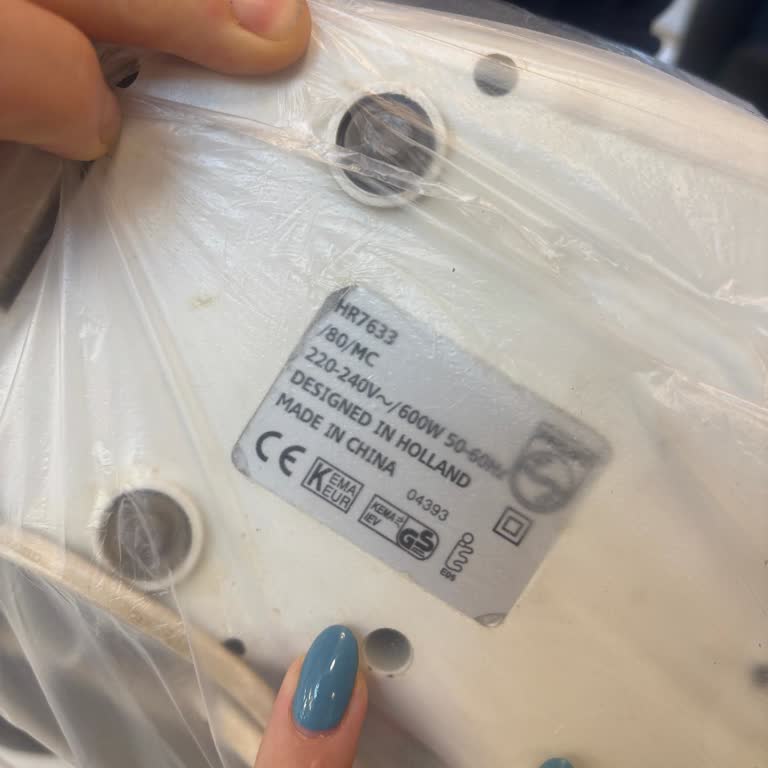 HR7633
/80/MC
220-240V~/600W 50-60Hz
DESIGNED IN HOLLAND
MADE IN CHINA
04393
CE
KEMA
EUR
KEMA
IEV
GS